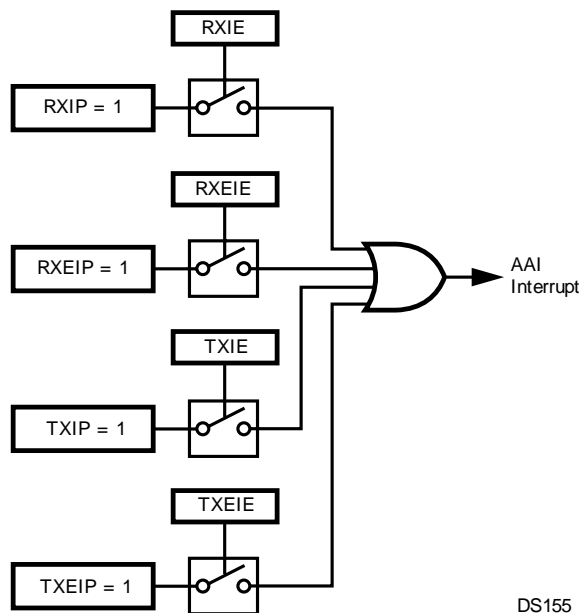 RXIE
RXIP = 1
RXEIE
RXEIP = 1
AAI
Interrupt
TXIE
TXIP = 1
TXEIE
TXEIP = 1
DS155